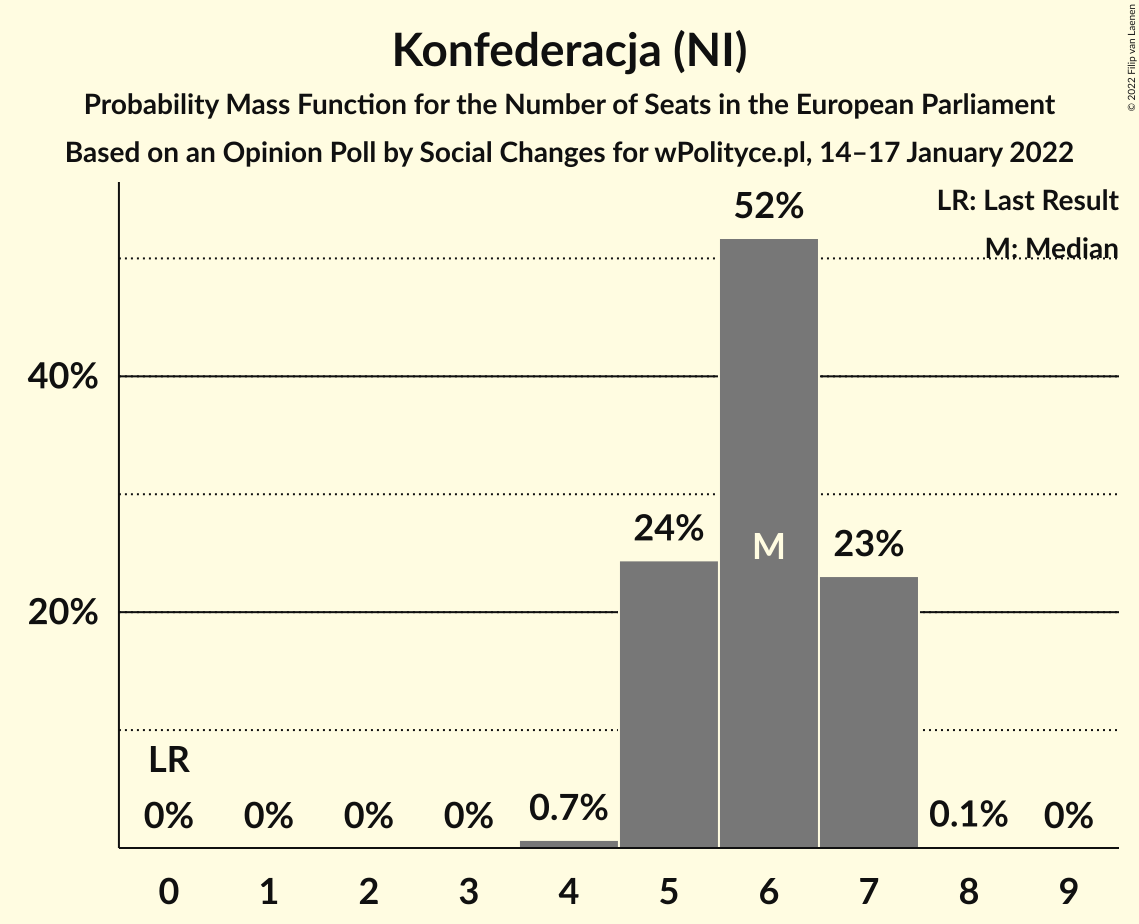 Konfederacja (NI)
Probability Mass Function for the Number of Seats in the European Parliament
Based on an Opinion Poll by Social Changes for wPolityce.pl, 14–17 January 2022
© 2022 Filip van Laenen
LR: Last Result
M: Median
52%
40%
24%
M
23%
20%
LR
0%
0%
0%
0%
0.7%
0.1%
0%
0
1
2
3
4
5
6
7
8
9